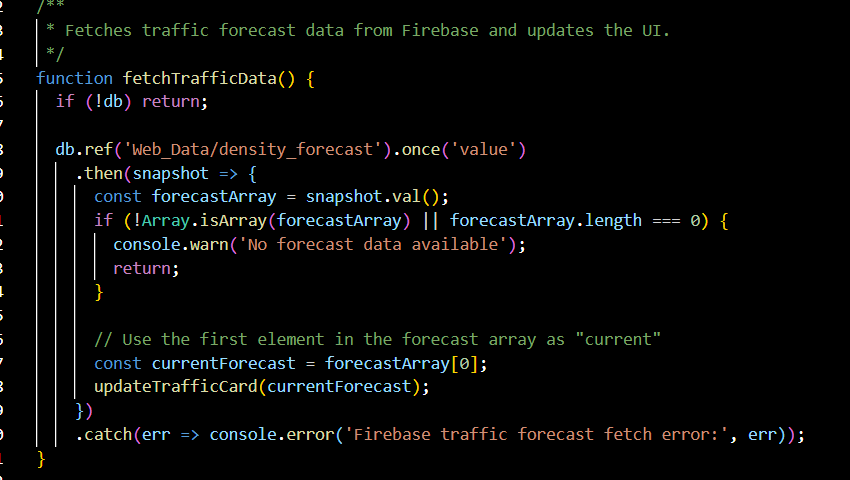 /**
* Fetches traffic forecast data from Firebase and updates the UI.
*/
function fetchTrafficData() {
if (!db) return;
db.ref('Web_Data/density_forecast').once('value')
.then(snapshot => {
const forecastArray = snapshot.val();
if (!Array.isArray(forecastArray) || forecastArray.length === 0) {
console.warn('No forecast data available');
return;
}
// Use the first element in the forecast array as "current"
const currentForecast = forecastArray[0];
updateTrafficCard(currentForecast);
})
.catch(err => console.error('Firebase traffic forecast fetch error:', err));
}